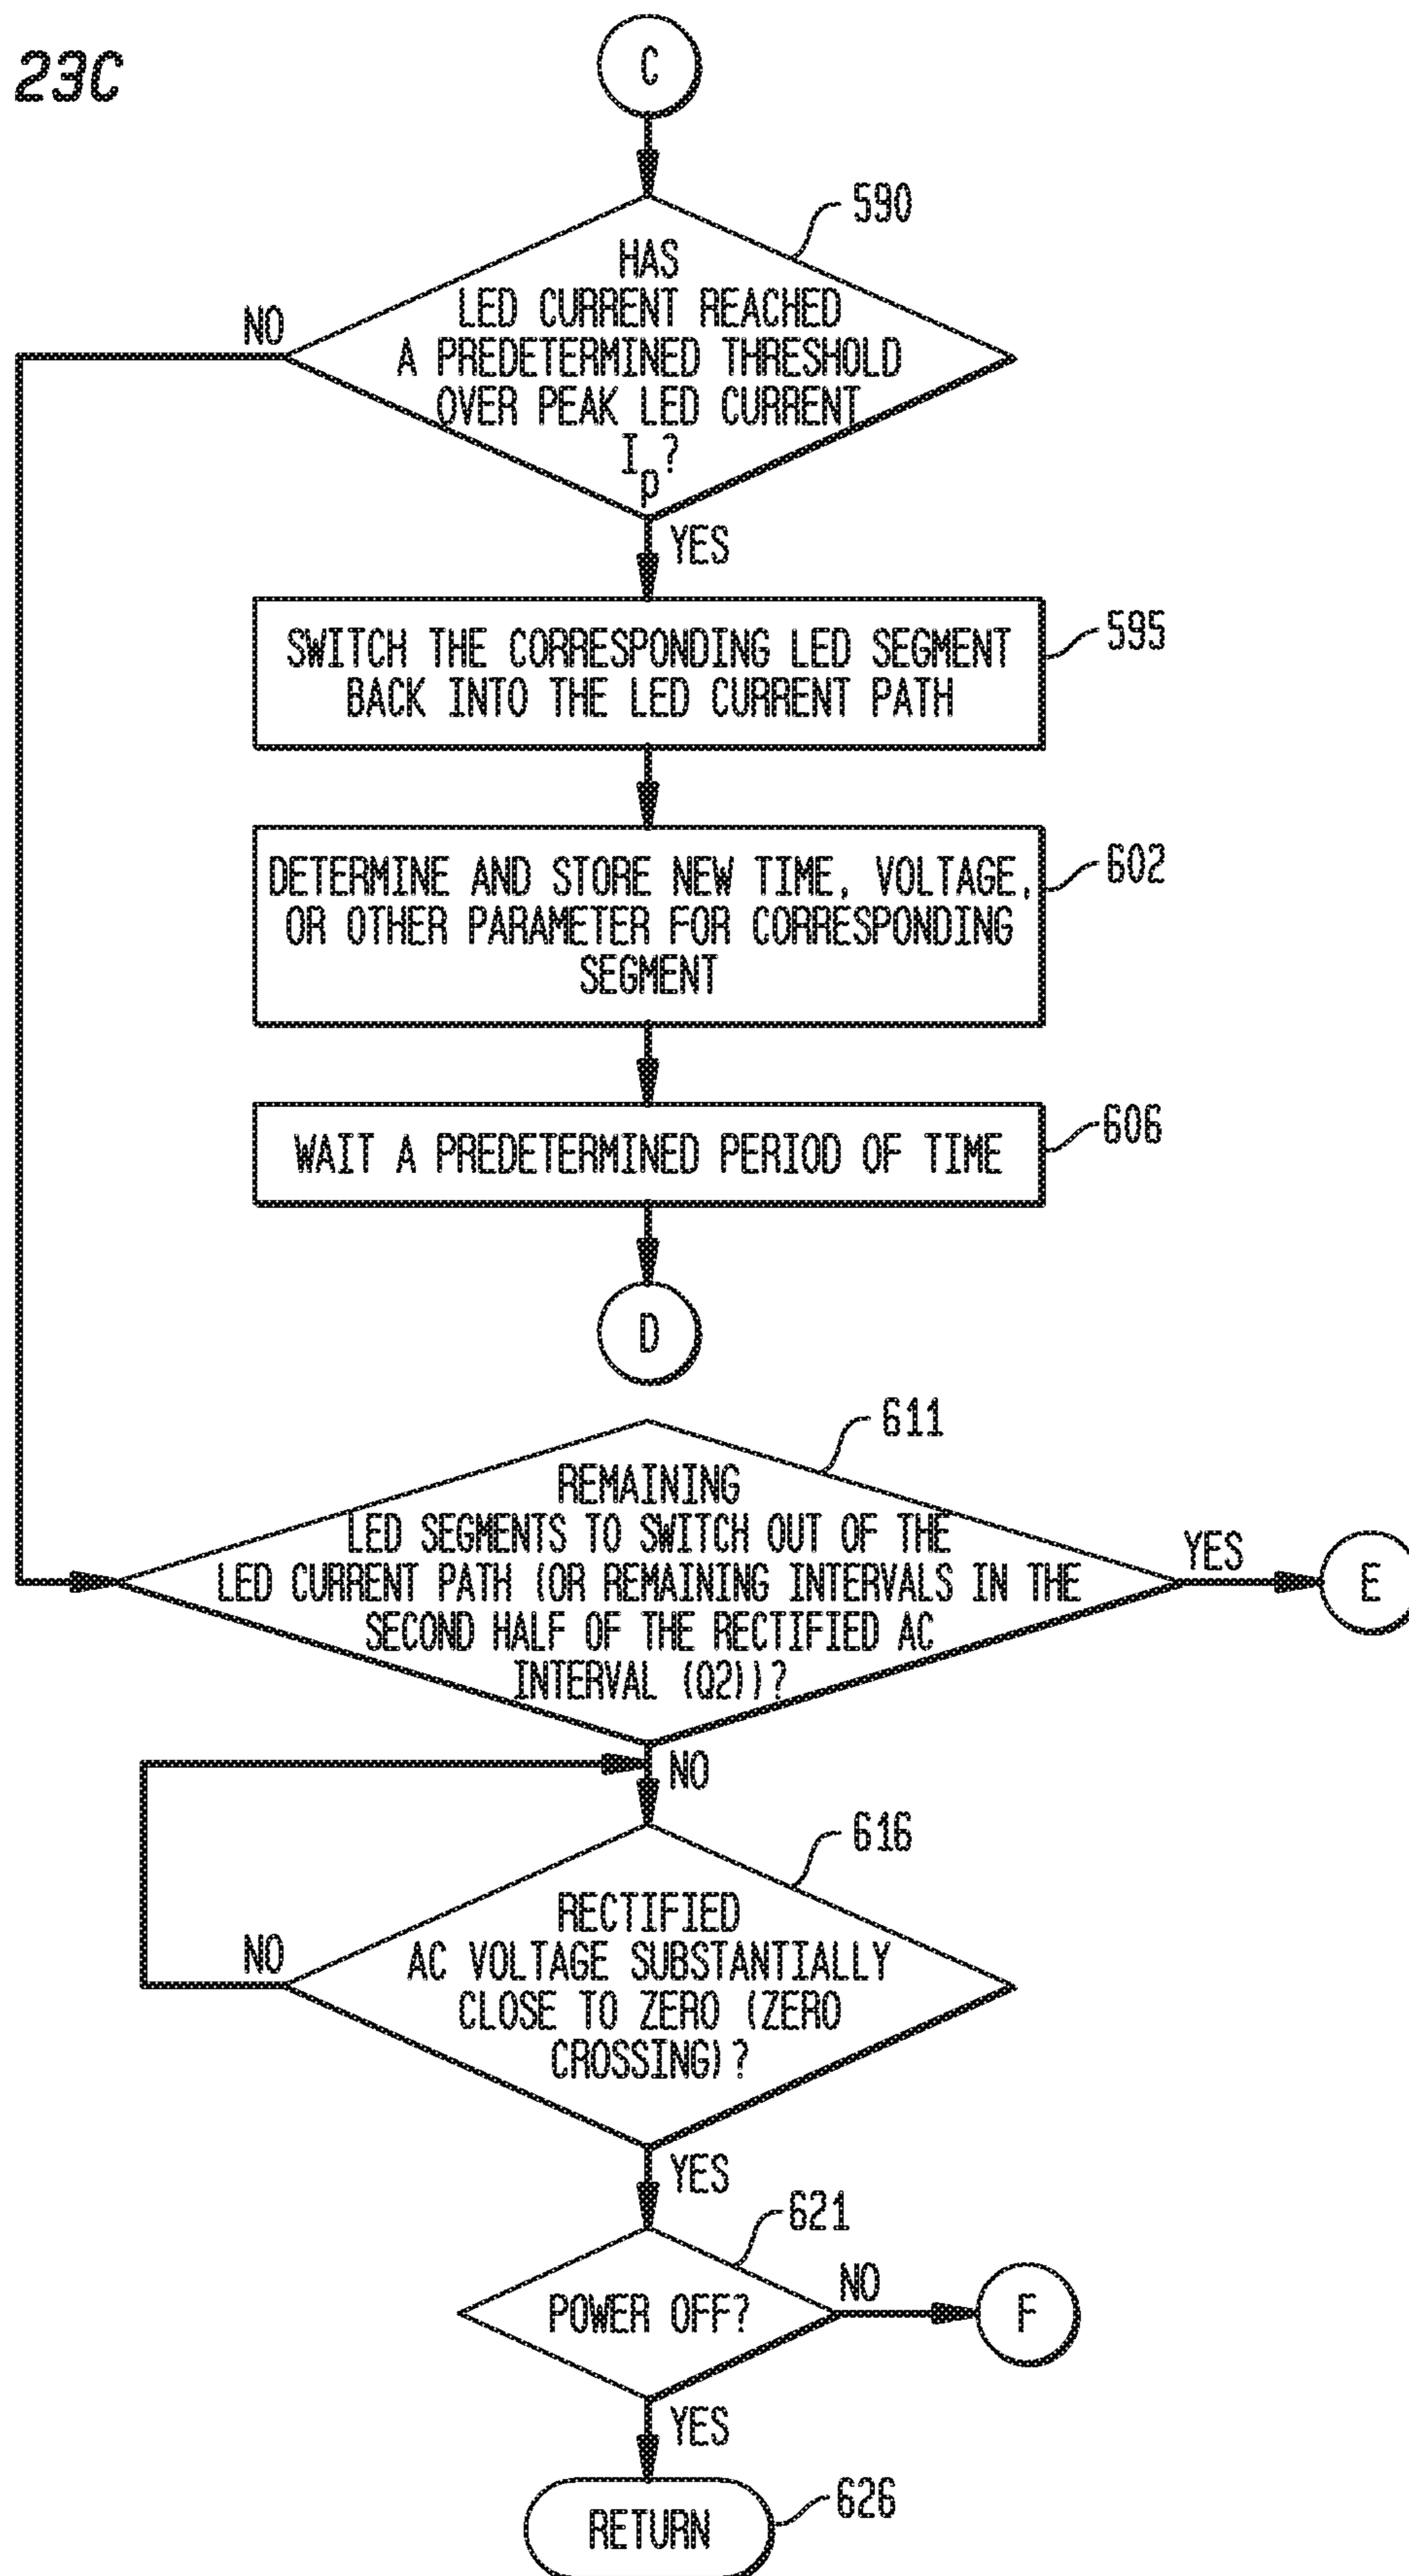 23C
C
590
HAS
LED CURRENT REACHED
A PREDETERMINED THRESHOLD
OVER PEAK LED CURRENT
Ip?
NO
YES
SWITCH THE CORRESPONDING LED SEGMENT
BACK INTO THE LED CURRENT PATH
595
DETERMINE AND STORE NEW TIME, VOLTAGE,
OR OTHER PARAMETER FOR CORRESPONDING
SEGMENT
602
WAIT A PREDETERMINED PERIOD OF TIME
606
D
611
REMAINING
LED SEGMENTS TO SWITCH OUT OF THE
LED CURRENT PATH (OR REMAINING INTERVALS IN THE
SECOND HALF OF THE RECTIFIED AC
INTERVAL (Q2))?
YES
E
NO
616
RECTIFIED
AC VOLTAGE SUBSTANTIALLY
CLOSE TO ZERO (ZERO
CROSSING)?
NO
YES
621
POWER OFF?
NO
F
YES
RETURN
626